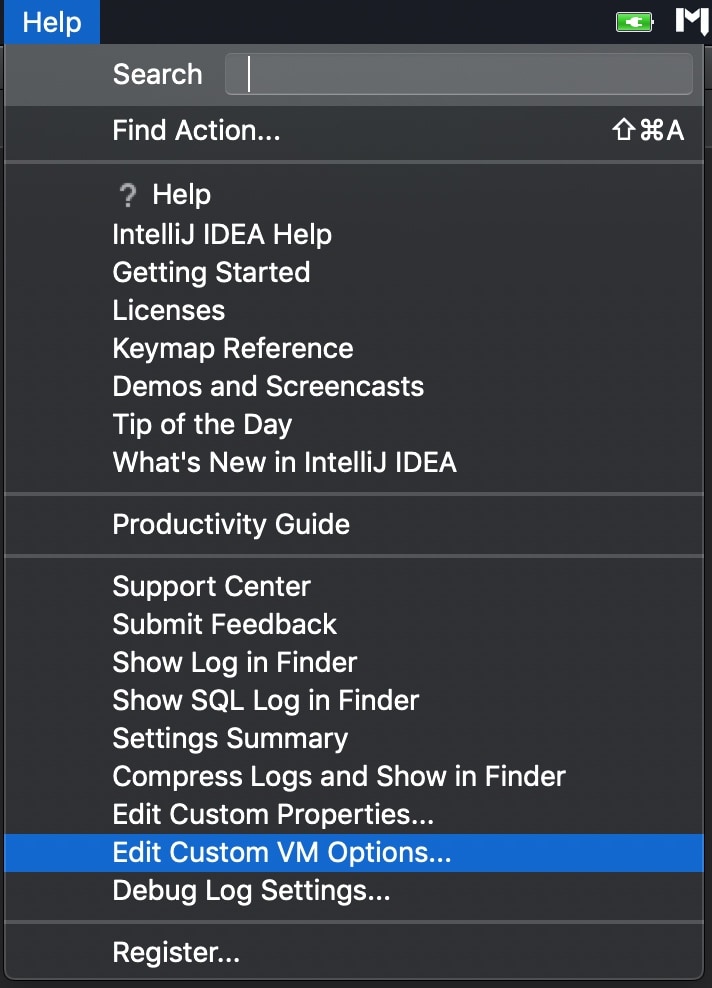 Help
Search
Find Action... ⇧⌘A
? Help
IntelliJ IDEA Help
Getting Started
Licenses
Keymap Reference
Demos and Screencasts
Tip of the Day
What's New in IntelliJ IDEA
Productivity Guide
Support Center
Submit Feedback
Show Log in Finder
Show SQL Log in Finder
Settings Summary
Compress Logs and Show in Finder
Edit Custom Properties...
Edit Custom VM Options...
Debug Log Settings...
Register...